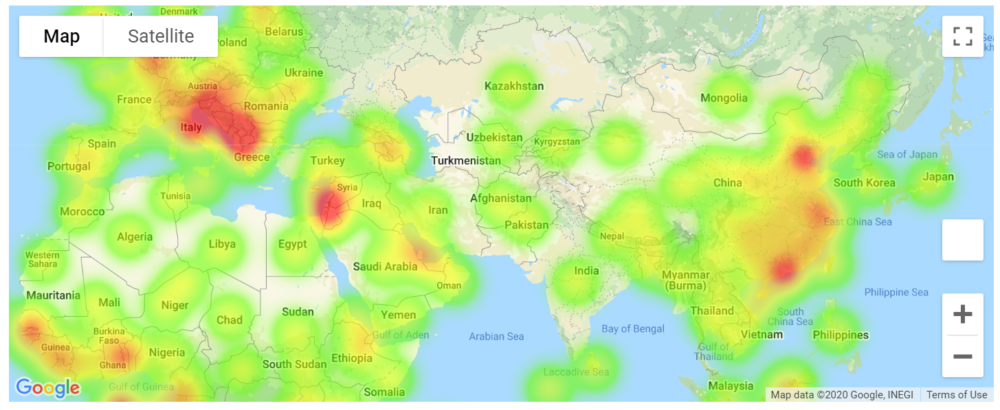 Denmark
United
Map
Satellite
Belarus
Poland
Germany
Ukraine
Austria
Kazakhstan
France
Mongolia
Romania
Italy
Uzbekistan
Kyrgyzstan
Spain
Sea of Japan
Greece
Turkey
Turkmenistan
Portugal
Japan
China
South Korea
Syria
Tunisia
Afghanistan
Iraq
Iran
Morocco
East China Sea
Pakistan
Algeria
Nepal
Libya
Egypt
Western
Sahara
Saudi Arabia
India
Myanmar
(Burma)
Oman
Philippine Sea
Mauritania
Mali
Niger
Sudan
Thailand
South
China Sea
Yemen
Chad
Burkina
Faso
Bay of Bengal
Vietnam
Philippines
Gulf of Aden
Arabian Sea
Guinea
Nigeria
Gulf of
Thailand
Ethiopia
Ghana
South Sudan
Laccadive Sea
Google
Gulf of Guinea
Somalia
Malaysia
Map data ©2020 Google, INEGI
Terms of Use